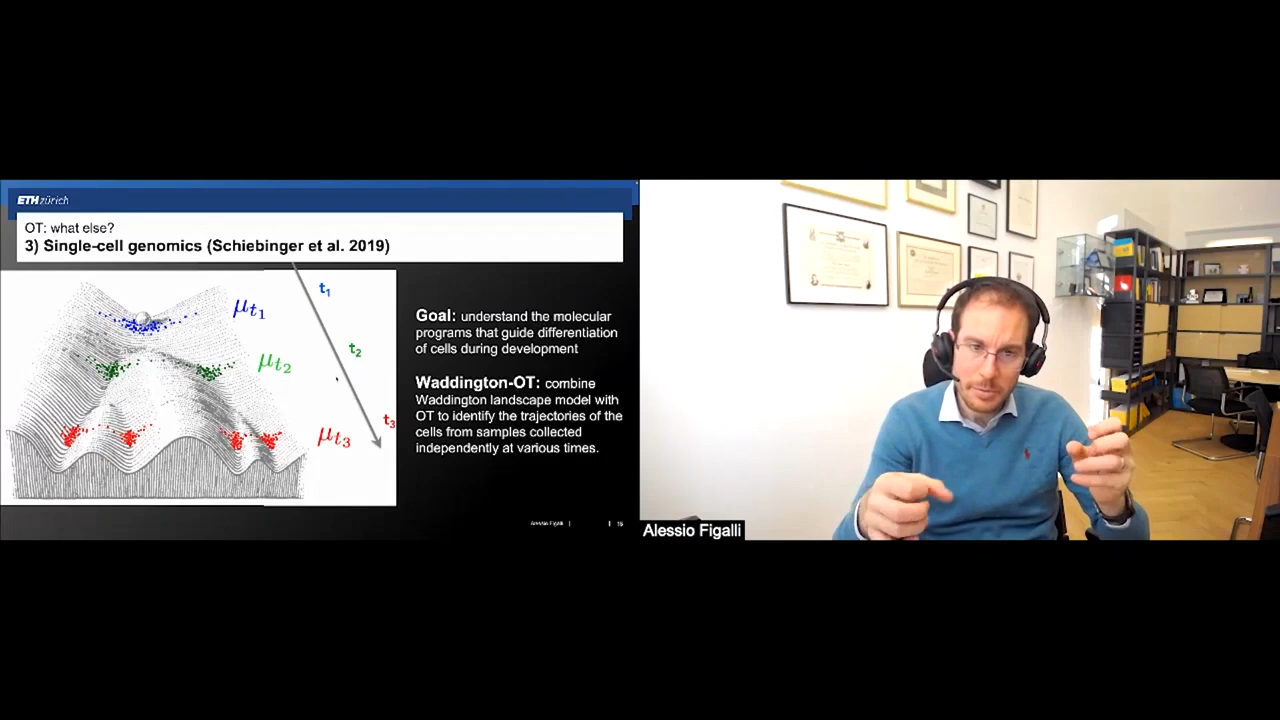 ETH zürich
OT: what else?
3) Single-cell genomics (Schiebinger et al. 2019)
t₁
μt₁
t₂
μt₂
t₃
μt₃
Goal: understand the molecular
programs that guide differentiation
of cells during development
Waddington-OT: combine
Waddington landscape model with
OT to identify the trajectories of the
cells from samples collected
independently at various times.
Alessio Figalli |
Alessio Figalli